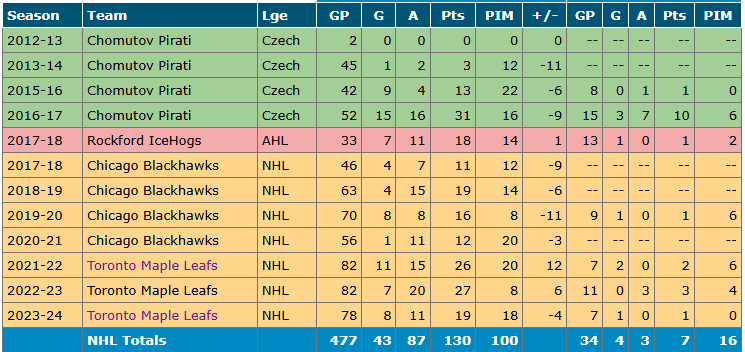 Season Team Lge GP G A Pts PIM +/- GP G A Pts PIM
2012-13 Chomutov Pirati Czech 2 0 0 0 0 0 -- -- -- -- --
2013-14 Chomutov Pirati Czech 45 1 2 3 12 -11 -- -- -- -- --
2015-16 Chomutov Pirati Czech 42 9 4 13 22 -6 8 0 1 1 0
2016-17 Chomutov Pirati Czech 52 15 16 31 16 -9 15 3 7 10 6
2017-18 Rockford IceHogs AHL 33 7 11 18 14 1 13 1 0 1 2
2017-18 Chicago Blackhawks NHL 46 4 7 11 12 -9 -- -- -- -- --
2018-19 Chicago Blackhawks NHL 63 4 15 19 14 -6 -- -- -- -- --
2019-20 Chicago Blackhawks NHL 70 8 8 16 8 -11 9 1 0 1 6
2020-21 Chicago Blackhawks NHL 56 1 11 12 20 -3 -- -- -- -- --
2021-22 Toronto Maple Leafs NHL 82 11 15 26 20 12 7 2 0 2 6
2022-23 Toronto Maple Leafs NHL 82 7 20 27 8 6 11 0 3 3 4
2023-24 Toronto Maple Leafs NHL 78 8 11 19 18 -4 7 1 0 1 0
NHL Totals 477 43 87 130 100 34 4 3 7 16